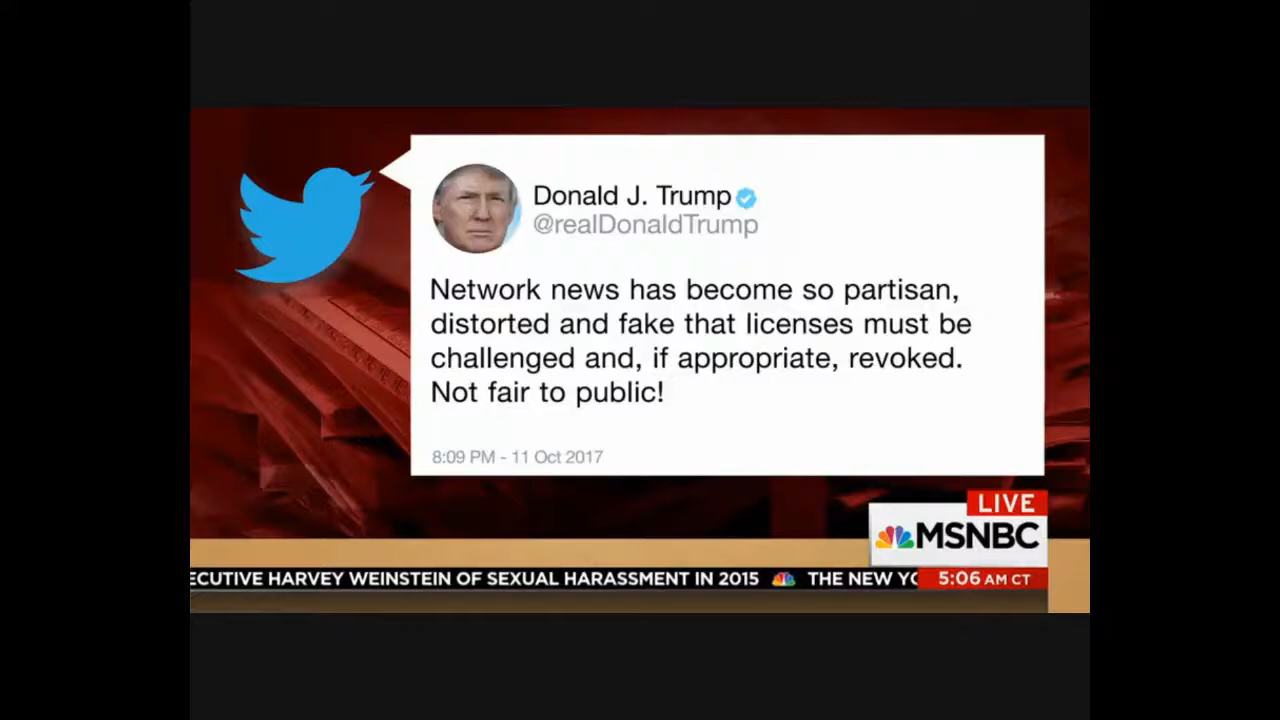 Donald J. Trump
@realDonaldTrump
Network news has become so partisan,
distorted and fake that licenses must be
challenged and, if appropriate, revoked.
Not fair to public!
8:09 PM - 11 Oct 2017
LIVE
MSNBC
ECUTIVE HARVEY WEINSTEIN OF SEXUAL HARASSMENT IN 2015 THE NEW YO 5:06 AM CT